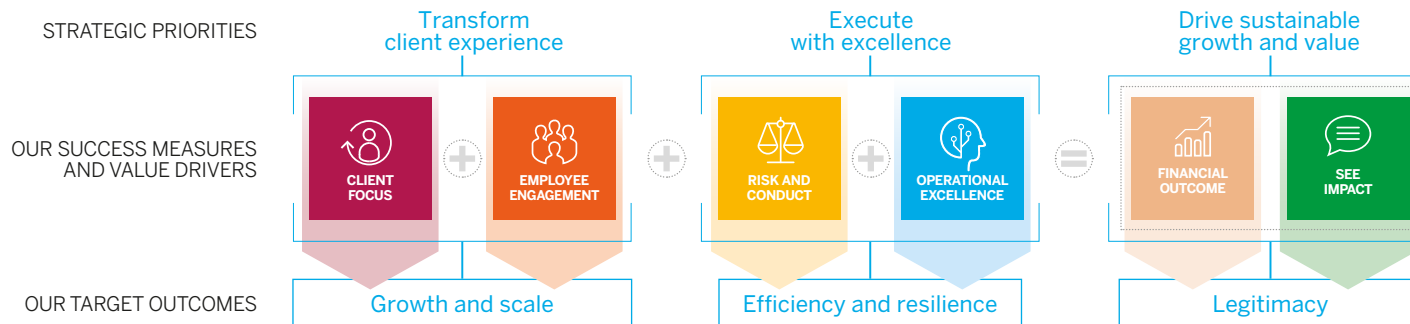 STRATEGIC PRIORITIES
Transform
client experience
Execute
with excellence
Drive sustainable
growth and value
OUR SUCCESS MEASURES
AND VALUE DRIVERS
CLIENT
FOCUS
+
EMPLOYEE
ENGAGEMENT
+
RISK AND
CONDUCT
+
OPERATIONAL
EXCELLENCE
=
FINANCIAL
OUTCOME
SEE
IMPACT
OUR TARGET OUTCOMES
Growth and scale
Efficiency and resilience
Legitimacy